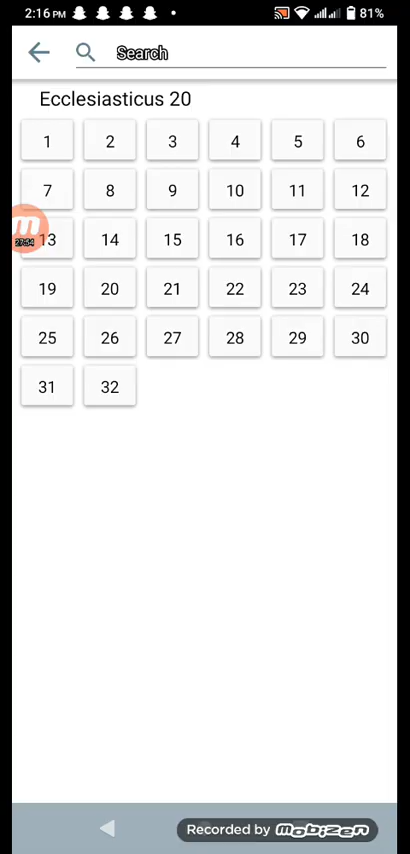 2:16 PM 81%
Search
Ecclesiasticus 20
1 2 3 4 5 6
7 8 9 10 11 12
27:54
13 14 15 16 17 18
19 20 21 22 23 24
25 26 27 28 29 30
31 32
Recorded by mobizen